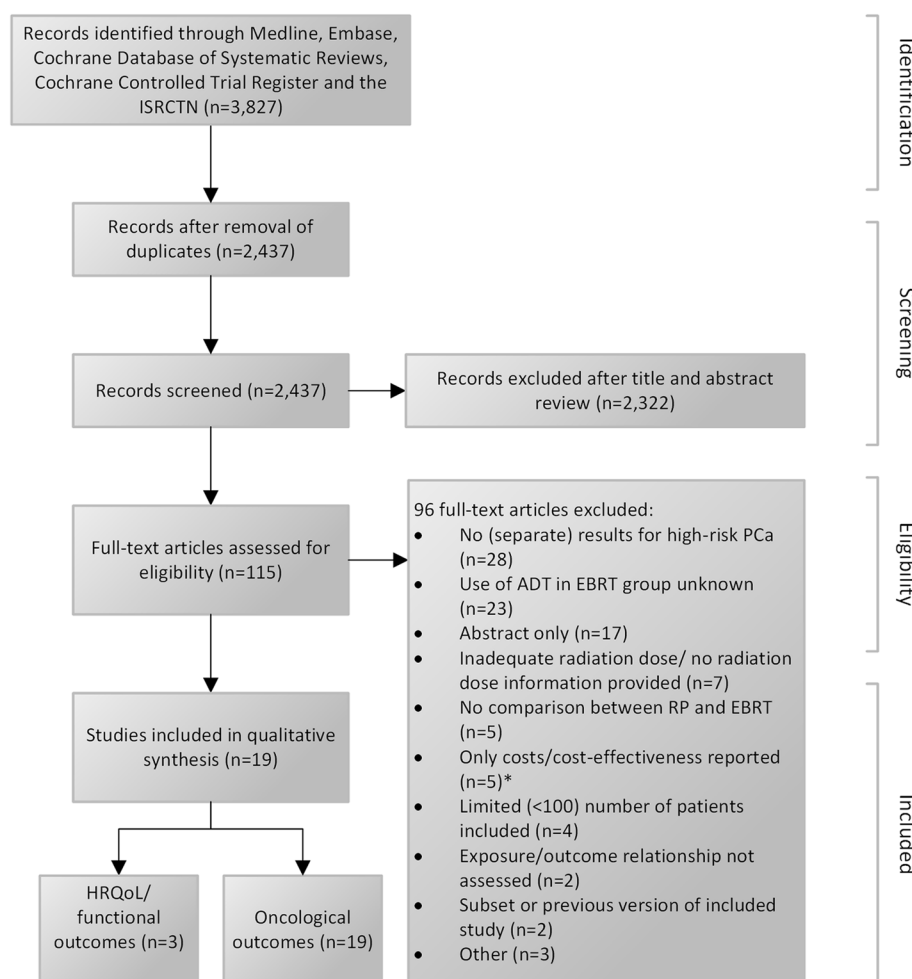 Records identified through Medline, Embase,
Cochrane Database of Systematic Reviews,
Cochrane Controlled Trial Register and the
ISRCTN (n=3,827)
Identificiation
Records after removal of
duplicates (n=2,437)
Screening
Records screened (n=2,437)
Records excluded after title and abstract
review (n=2,322)
Full-text articles assessed for
eligibility (n=115)
Eligibility
96 full-text articles excluded:
• No (separate) results for high-risk PCa
(n=28)
• Use of ADT in EBRT group unknown
(n=23)
• Abstract only (n=17)
• Inadequate radiation dose/ no radiation
dose information provided (n=7)
• No comparison between RP and EBRT
(n=5)
• Only costs/cost-effectiveness reported
(n=5)*
• Limited (<100) number of patients
included (n=4)
• Exposure/outcome relationship not
assessed (n=2)
• Subset or previous version of included
study (n=2)
• Other (n=3)
Studies included in qualitative
synthesis (n=19)
Included
HRQoL/
functional
outcomes (n=3)
Oncological
outcomes (n=19)